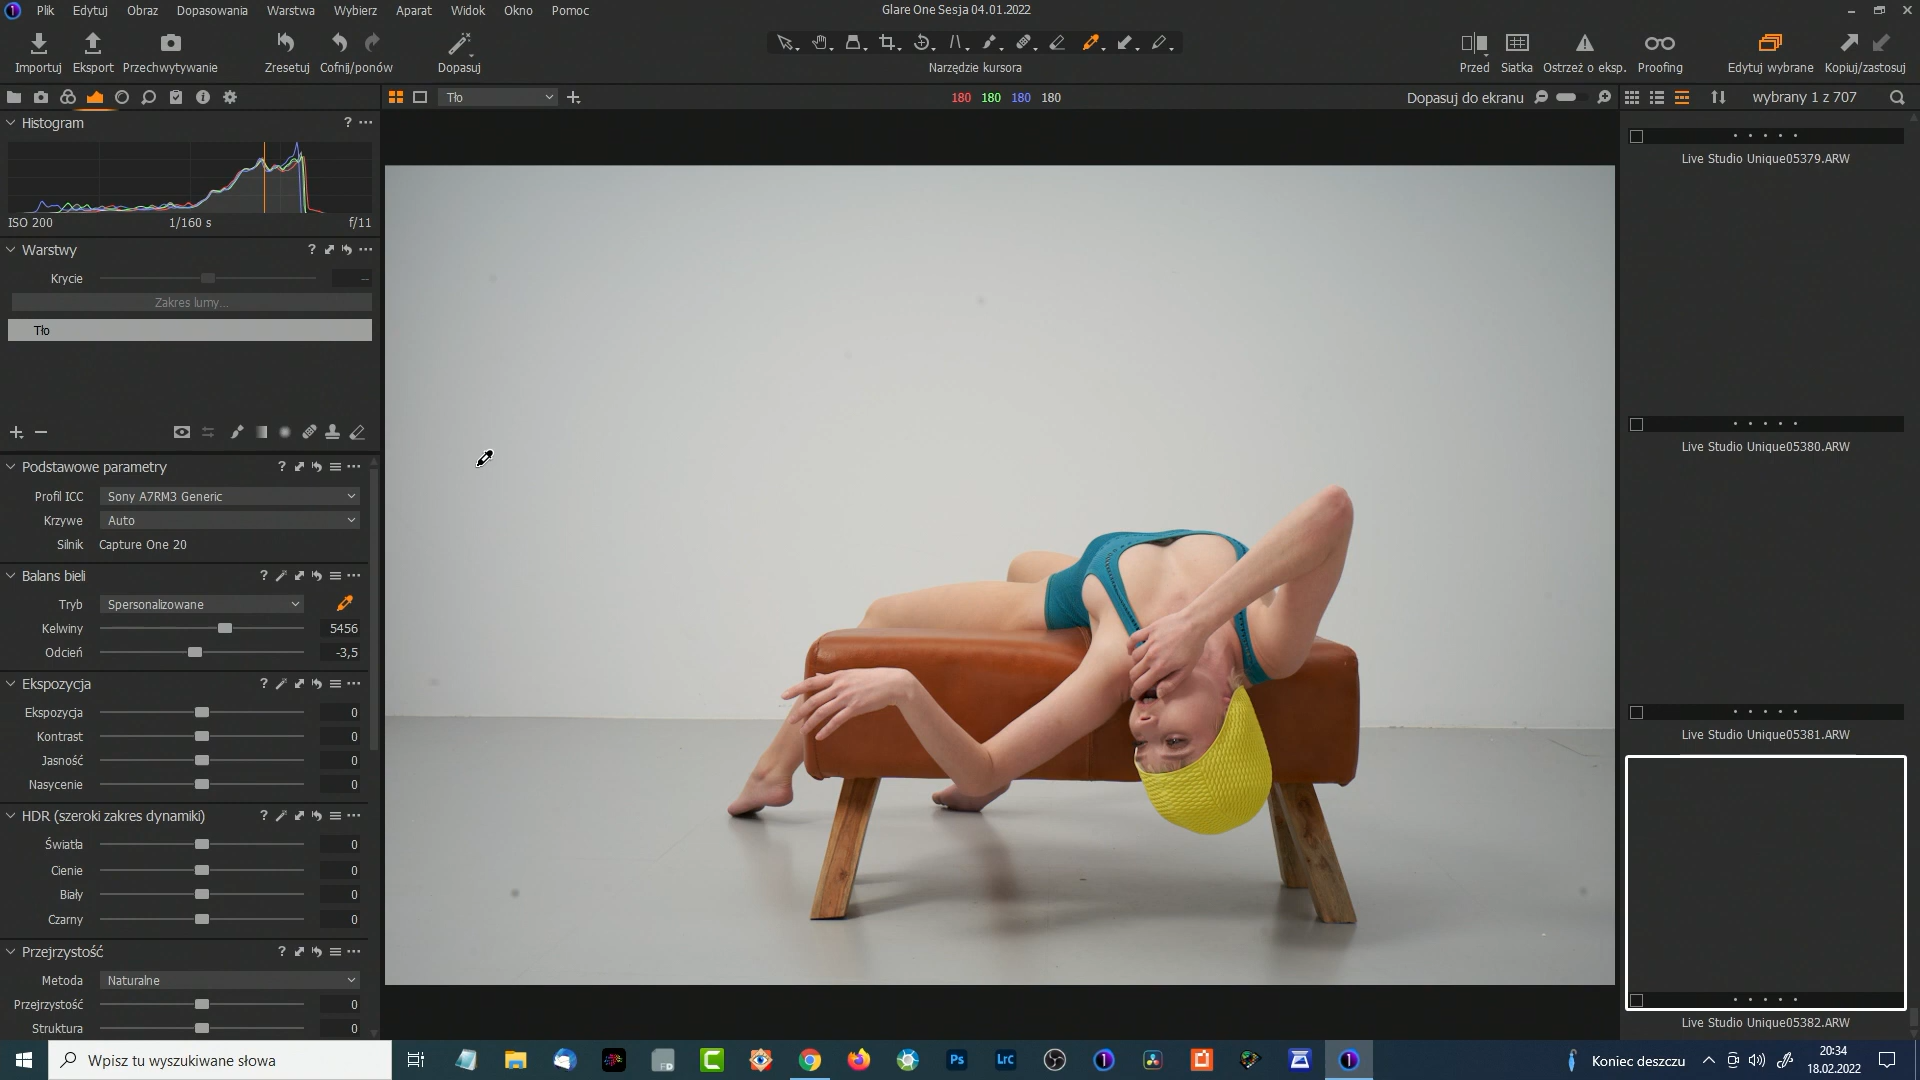 Plik Edytuj Obraz Dopasowania Warstwa Wybierz Aparat Widok Okno Pomoc
Glare One Sesja 04.01.2022
Importuj Eksport Przechwytywanie Zresetuj Cofnij/ponów Dopasuj
Narzędzie kursora
Przed Siatka Ostrzeż o eksp. Proofing Edytuj wybrane Kopiuj/zastosuj
Tło
180 180 180 180
Dopasuj do ekranu
wybrany 1 z 707
Histogram
ISO 200 1/160 s f/11
Warstwy
Krycie
Zakres lumy...
Tło
Podstawowe parametry
Profil ICC Sony A7RM3 Generic
Krzywe Auto
Silnik Capture One 20
Balans bieli
Tryb Spersonalizowane
Kelwiny 5456
Odcień -3,5
Ekspozycja
Ekspozycja 0
Kontrast 0
Jasność 0
Nasycenie 0
HDR (szeroki zakres dynamiki)
Światła 0
Cienie 0
Biały 0
Czarny 0
Przejrzystość
Metoda Naturalne
Przejrzystość 0
Struktura 0
Live Studio Unique05379.ARW
Live Studio Unique05380.ARW
Live Studio Unique05381.ARW
Live Studio Unique05382.ARW
Wpisz tu wyszukiwane słowa
FD
Ps
Lrc
Koniec deszczu
20:34
18.02.2022